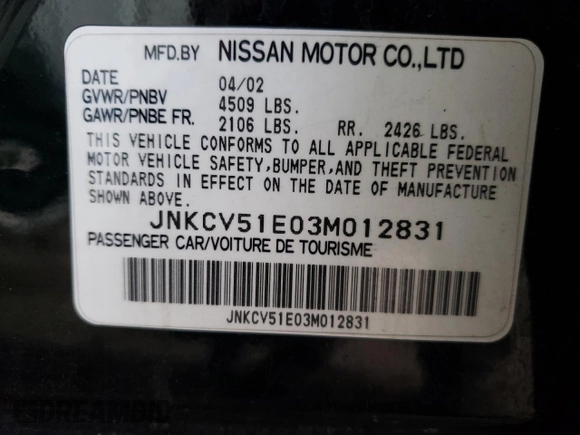 MFD.BY NISSAN MOTOR CO.,LTD
DATE 04/02
GVWR/PNBV 4509 LBS.
GAWR/PNBE FR. 2106 LBS. RR. 2426 LBS.
THIS VEHICLE CONFORMS TO ALL APPLICABLE FEDERAL
MOTOR VEHICLE SAFETY,BUMPER,AND THEFT PREVENTION
STANDARDS IN EFFECT ON THE DATE OF MANUFACTURE
SHOWN ABOVE.
JNKCV51E03M012831
PASSENGER CAR/VOITURE DE TOURISME
JNKCV51E03M012831
DREAMBID